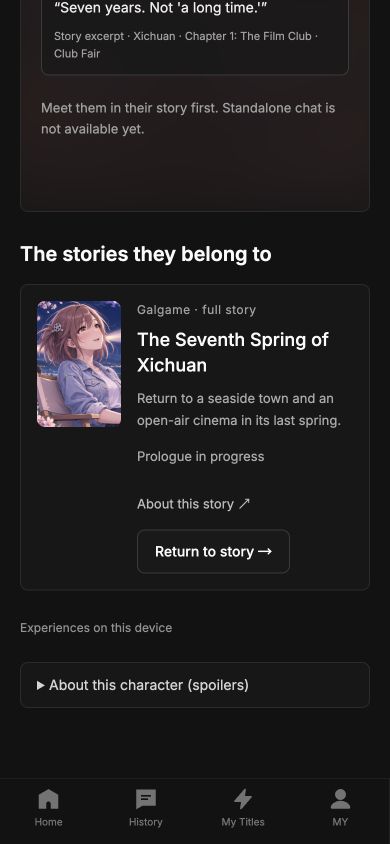 “Seven years. Not 'a long time.'”
Story excerpt · Xichuan · Chapter 1: The Film Club ·
Club Fair
Meet them in their story first. Standalone chat is
not available yet.
The stories they belong to
Galgame · full story
The Seventh Spring of
Xichuan
Return to a seaside town and an
open-air cinema in its last spring.
Prologue in progress
About this story ↗
Return to story →
Experiences on this device
▶ About this character (spoilers)
Home
History
My Titles
MY